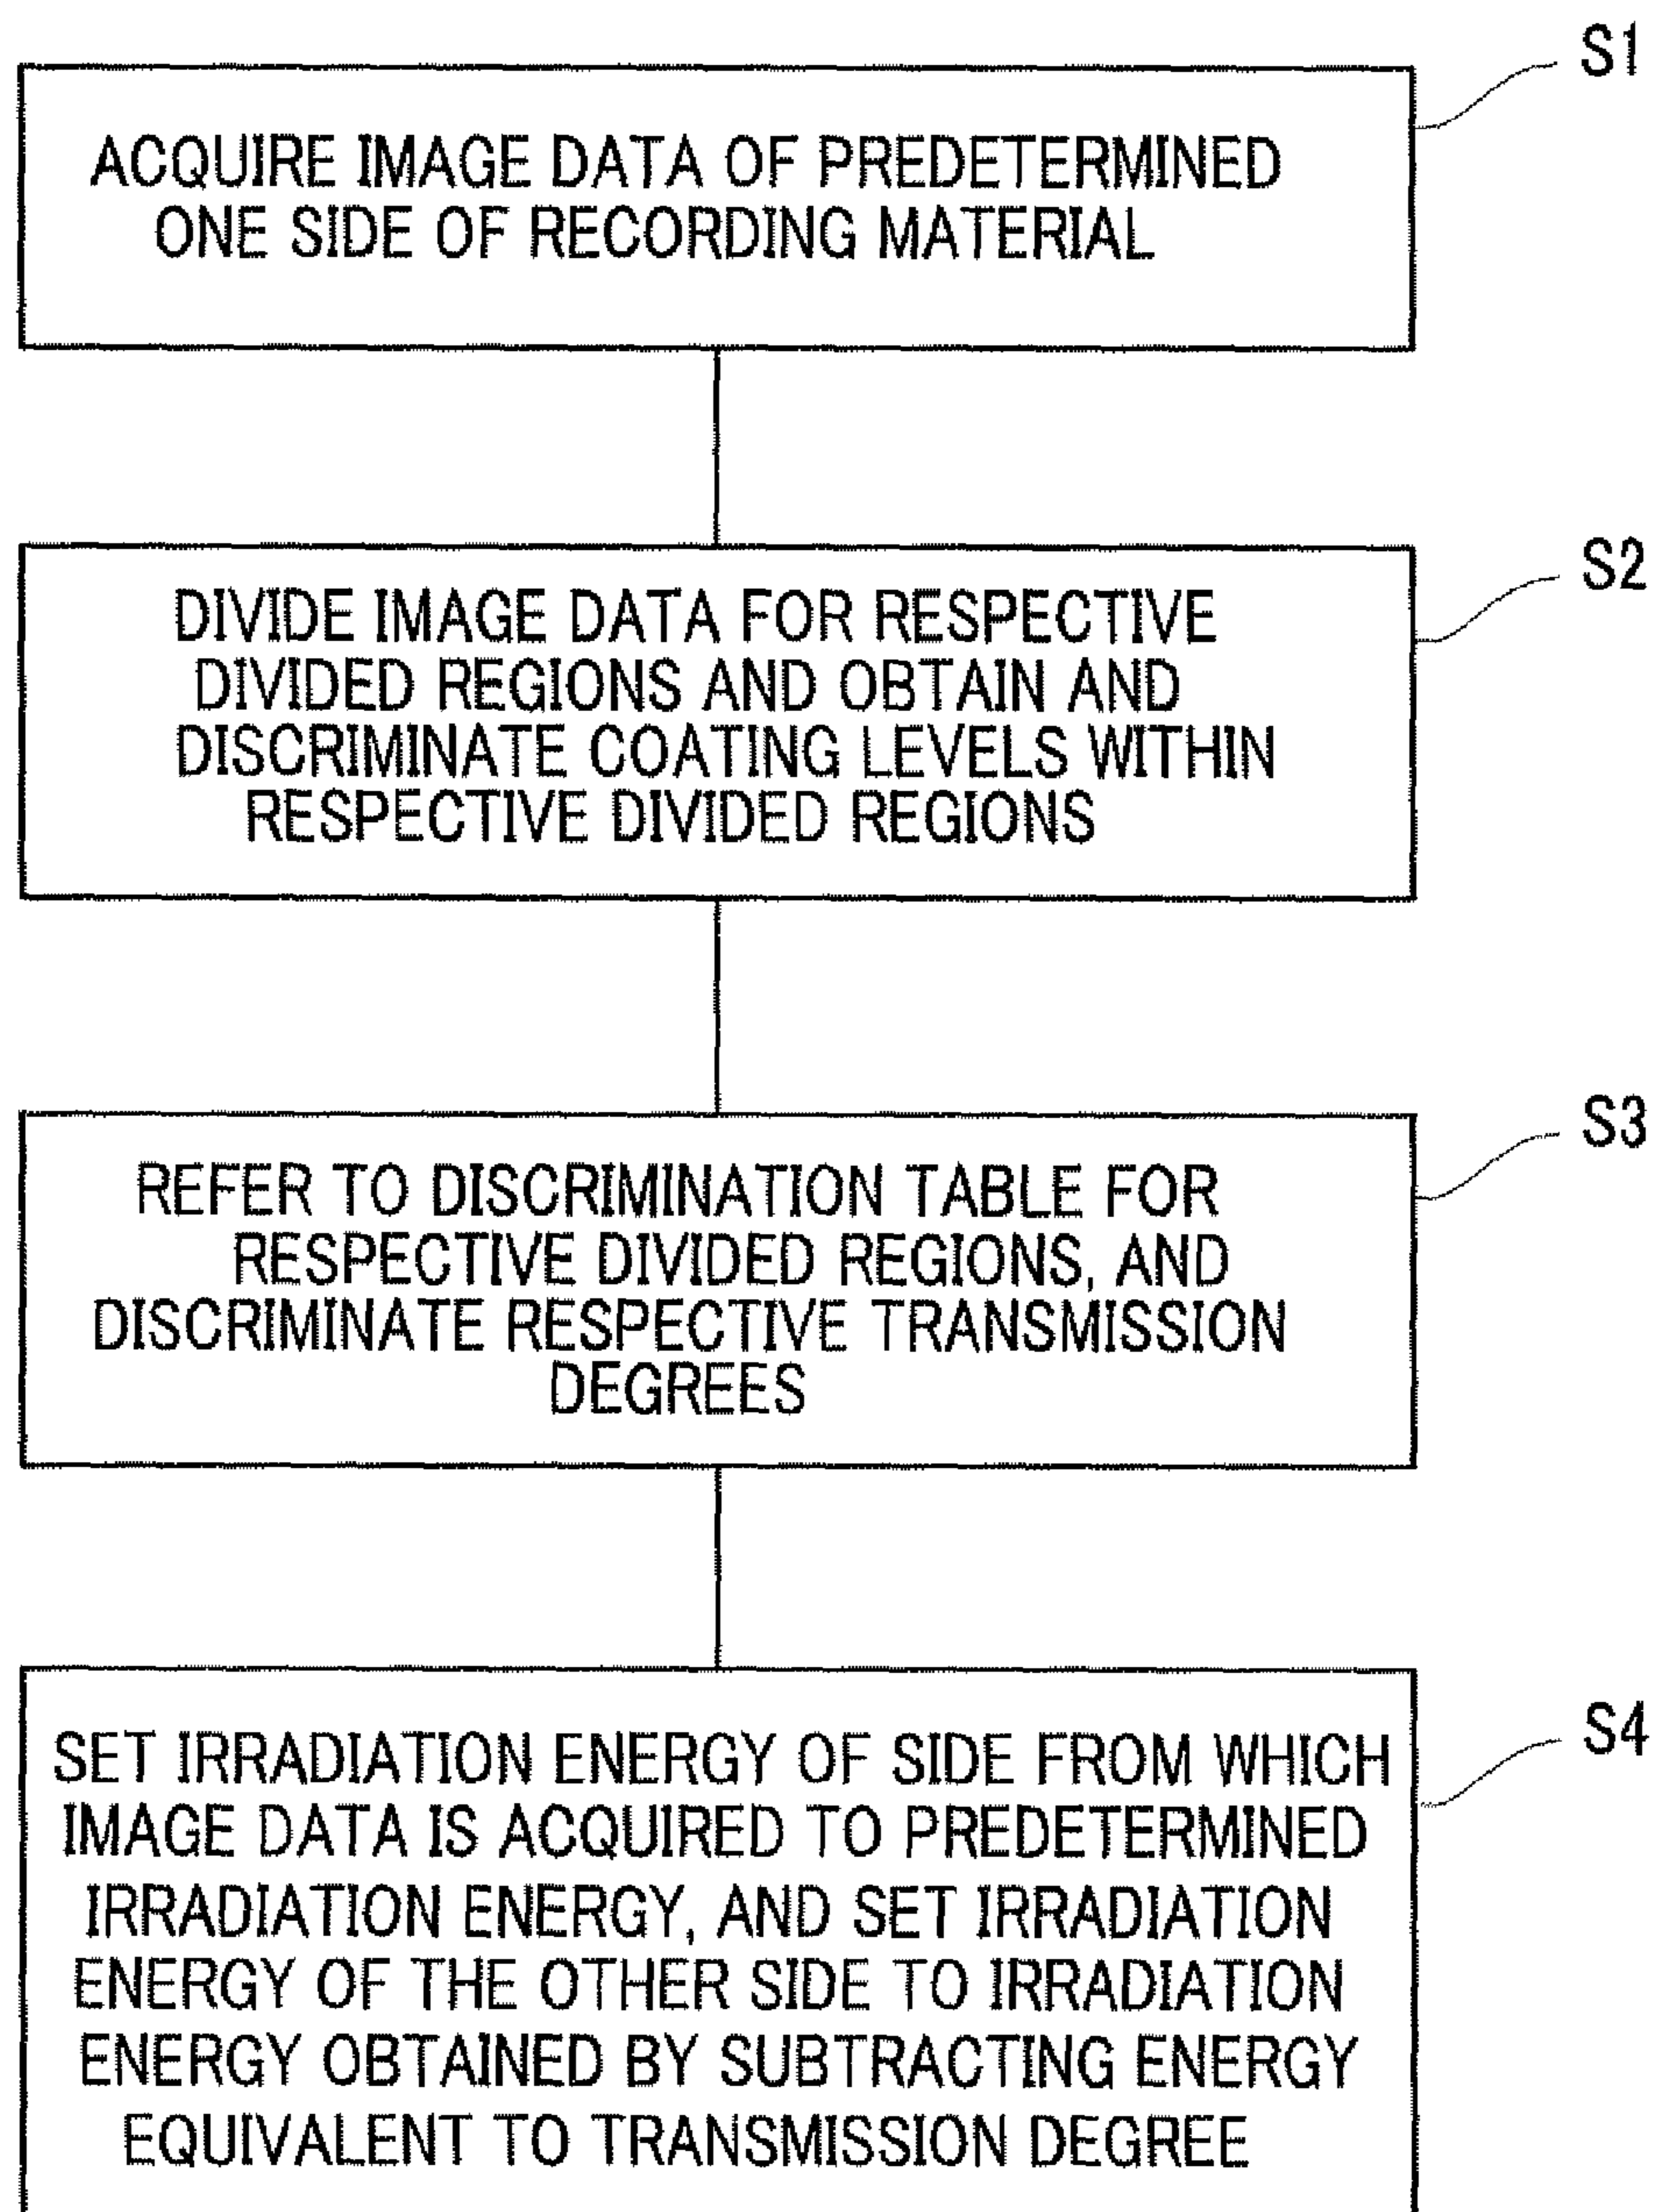 S1
ACQUIRE IMAGE DATA OF PREDETERMINED
ONE SIDE OF RECORDING MATERIAL
S2
DIVIDE IMAGE DATA FOR RESPECTIVE
DIVIDED REGIONS AND OBTAIN AND
DISCRIMINATE COATING LEVELS WITHIN
RESPECTIVE DIVIDED REGIONS
S3
REFER TO DISCRIMINATION TABLE FOR
RESPECTIVE DIVIDED REGIONS, AND
DISCRIMINATE RESPECTIVE TRANSMISSION
DEGREES
S4
SET IRRADIATION ENERGY OF SIDE FROM WHICH
IMAGE DATA IS ACQUIRED TO PREDETERMINED
IRRADIATION ENERGY, AND SET IRRADIATION
ENERGY OF THE OTHER SIDE TO IRRADIATION
ENERGY OBTAINED BY SUBTRACTING ENERGY
EQUIVALENT TO TRANSMISSION DEGREE